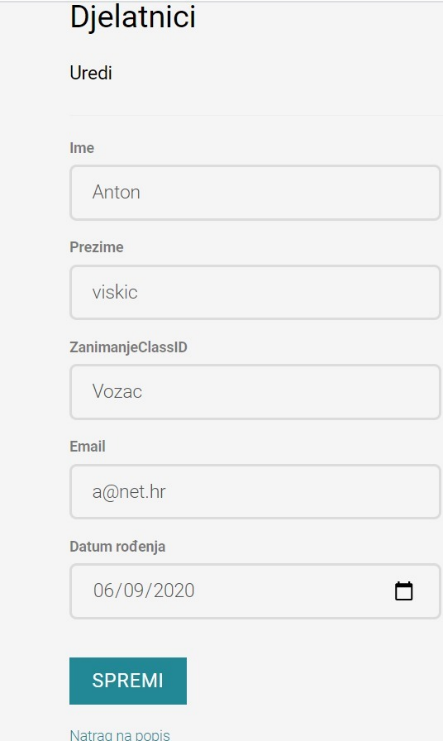 Djelatnici
Uredi
Ime
Anton
Prezime
viskic
ZanimanjeClassID
Vozac
Email
a@net.hr
Datum rođenja
06/09/2020
SPREMI
Natrag na popis